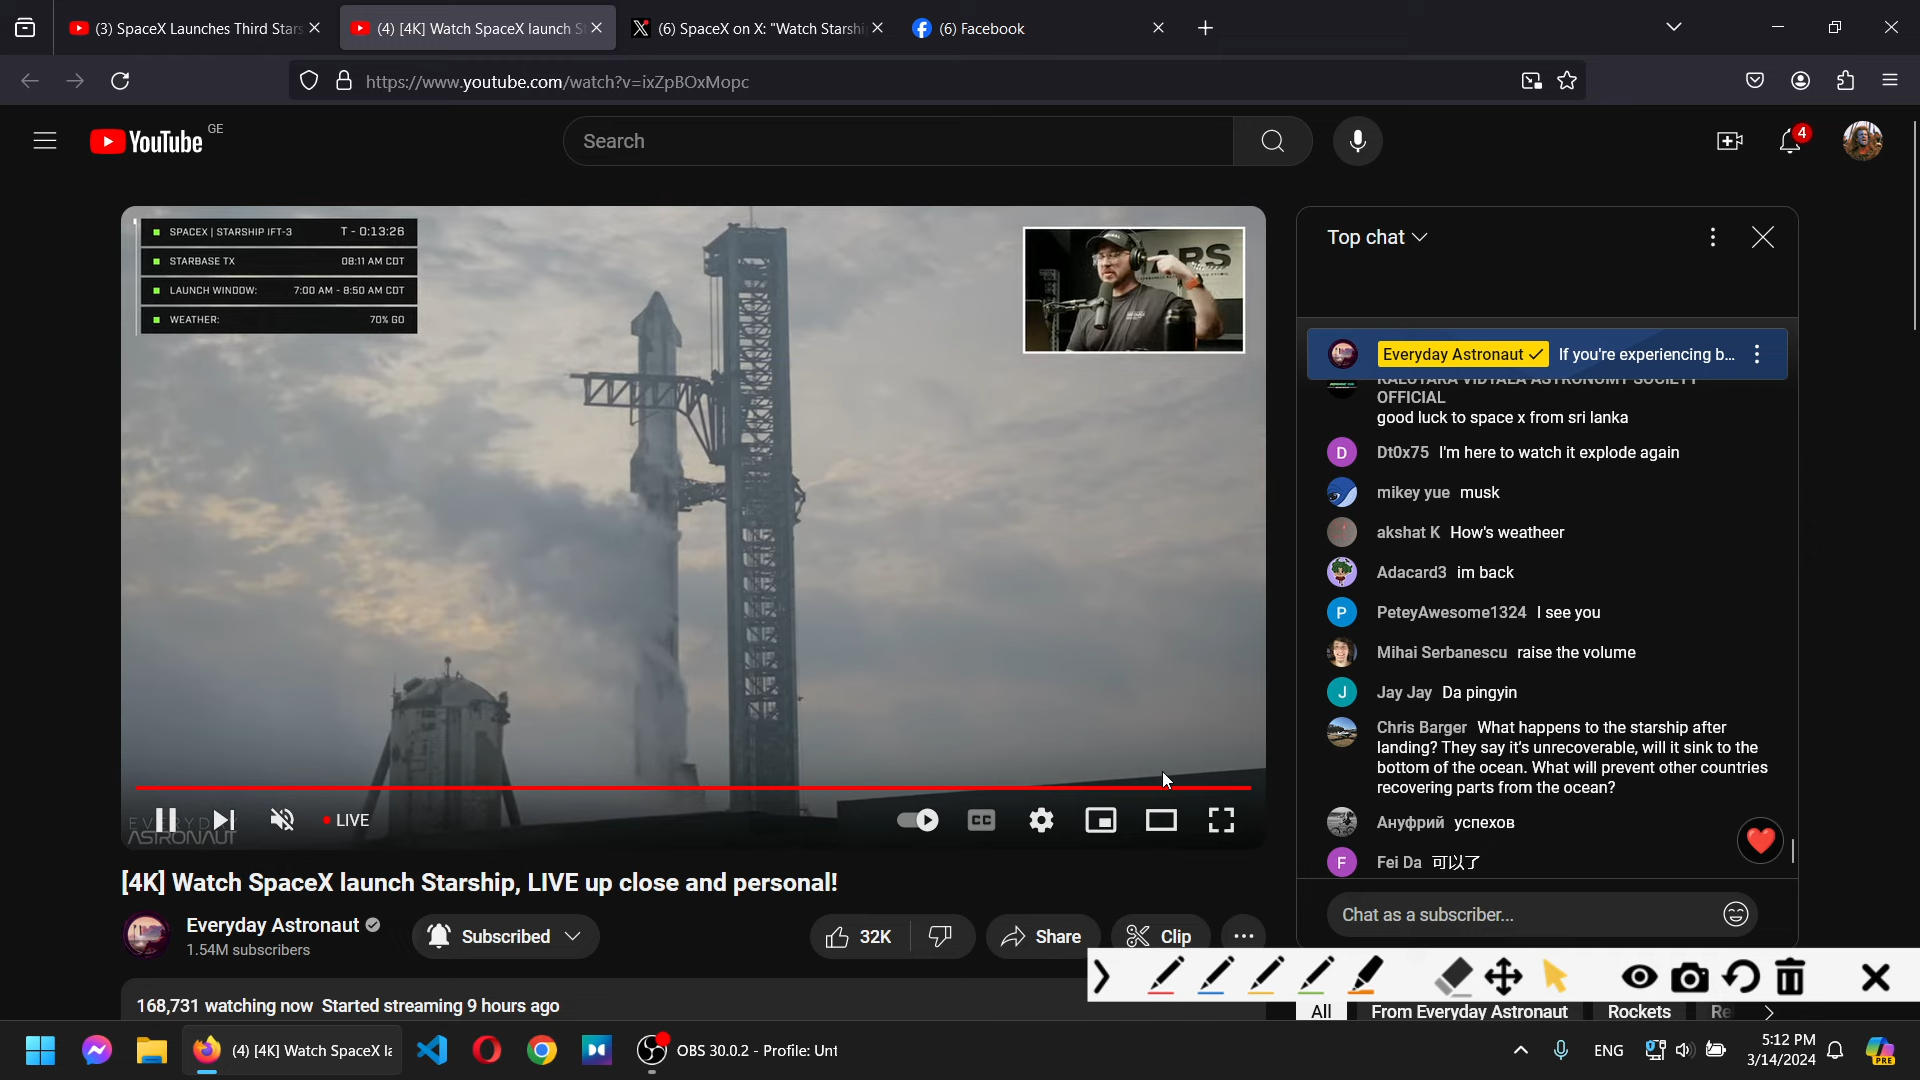 (3) SpaceX Launches Third Stars
(4) [4K] Watch SpaceX launch St
(6) SpaceX on X: "Watch Starshi
(6) Facebook
https://www.youtube.com/watch?v=ixZpBOxMopc
YouTube GE
Search
4
SPACEX | STARSHIP IFT-3 T - 0:13:26
STARBASE TX 08:11 AM CDT
LAUNCH WINDOW: 7:00 AM - 8:50 AM CDT
WEATHER: 70% GO
LIVE
CC
EVERYDAY
ASTRONAUT
[4K] Watch SpaceX launch Starship, LIVE up close and personal!
Everyday Astronaut
1.54M subscribers
Subscribed
32K
Share
Clip
168,731 watching now Started streaming 9 hours ago
Top chat
Everyday Astronaut If you're experiencing b...
KALUTARA VIDYALA ASTRONOMY SOCIETY
OFFICIAL
good luck to space x from sri lanka
D Dt0x75 I'm here to watch it explode again
mikey yue musk
akshat K How's weatheer
Adacard3 im back
P PeteyAwesome1324 I see you
Mihai Serbanescu raise the volume
J Jay Jay Da pingyin
Chris Barger What happens to the starship after
landing? They say it's unrecoverable, will it sink to the
bottom of the ocean. What will prevent other countries
recovering parts from the ocean?
Ануфрий успехов
F Fei Da 可以了
Chat as a subscriber...
All From Everyday Astronaut Rockets Re
(4) [4K] Watch SpaceX la
OBS 30.0.2 - Profile: Unt
ENG
5:12 PM
3/14/2024
PRE